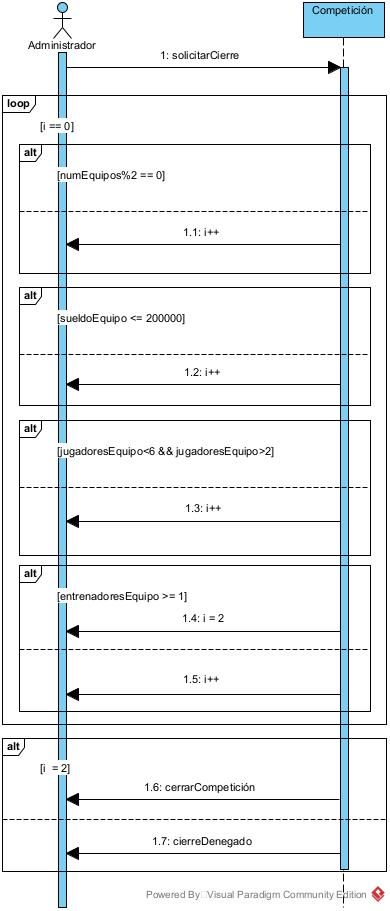 Competición
Administrador
1: solicitarCierre
loop
[i == 0]
alt
[numEquipos%2 == 0]
1.1: i++
alt
[sueldoEquipo <= 200000]
1.2: i++
alt
[jugadoresEquipo<6 && jugadoresEquipo>2]
1.3: i++
alt
[entrenadoresEquipo >= 1]
1.4: i = 2
1.5: i++
alt
[i = 2]
1.6: cerrarCompetición
1.7: cierreDenegado
Powered By Visual Paradigm Community Edition